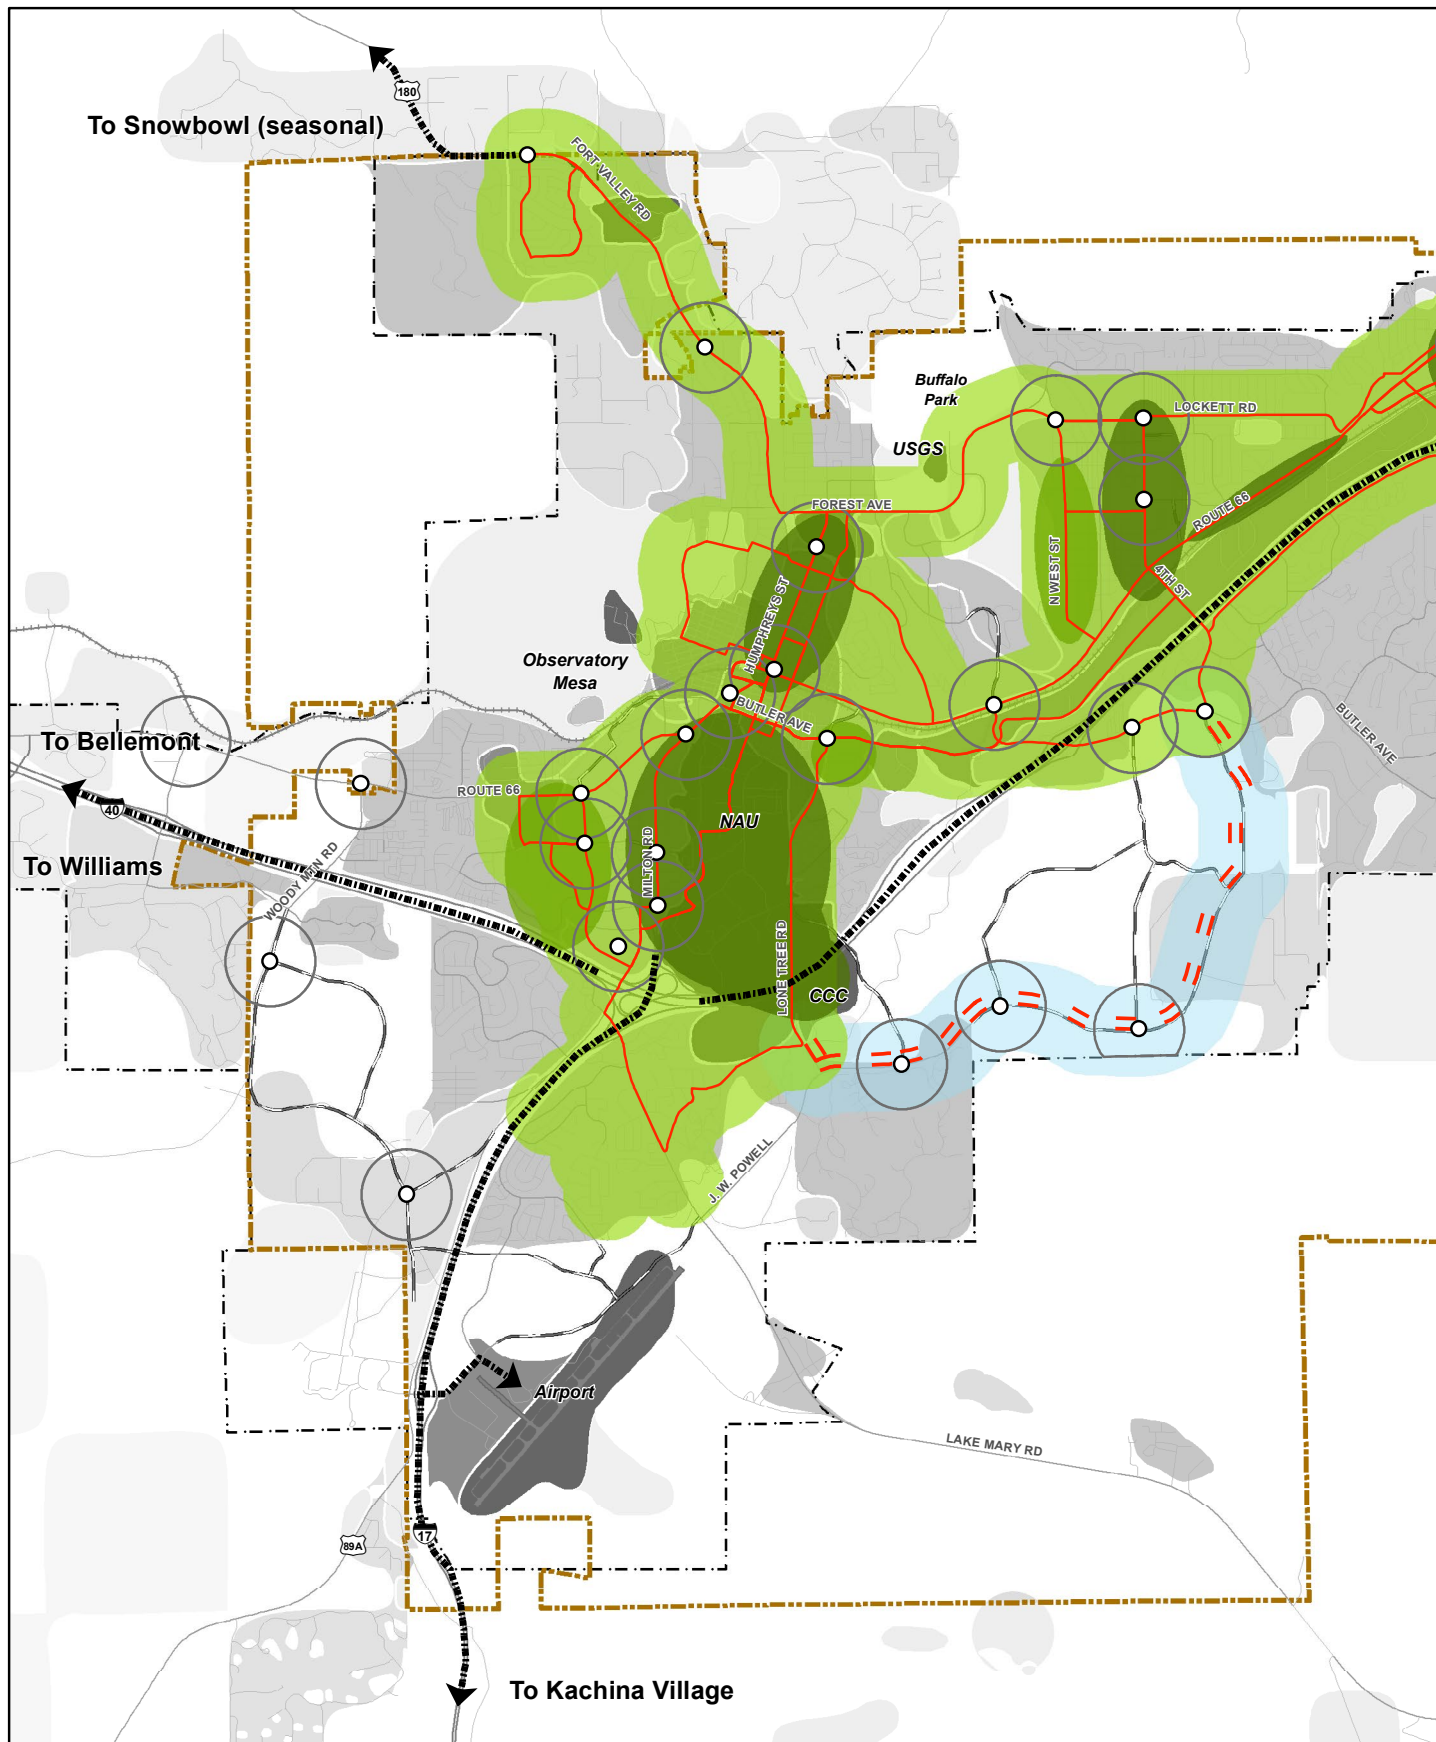 180
To Snowbowl (seasonal)
FORT VALLEY RD
Buffalo
Park
LOCKETT RD
USGS
FOREST AVE
ROUTE 66
N WEST ST
4TH ST
HUMPHREYS ST
Observatory
Mesa
BUTLER AVE
BUTLER AVE
To Bellemont
ROUTE 66
40
NAU
MILTON RD
To Williams
WOODY MTN RD
LONE TREE RD
CCC
J. W. POWELL
Airport
LAKE MARY RD
17
89A
To Kachina Village